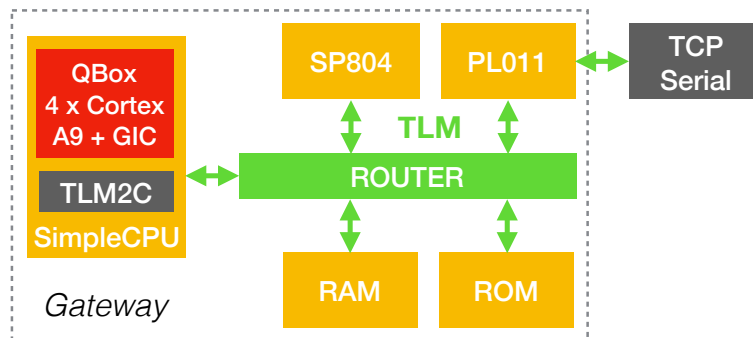 QBox
4 x Cortex
A9 + GIC
TLM2C
SimpleCPU
Gateway
SP804
PL011
TLM
ROUTER
RAM
ROM
TCP
Serial